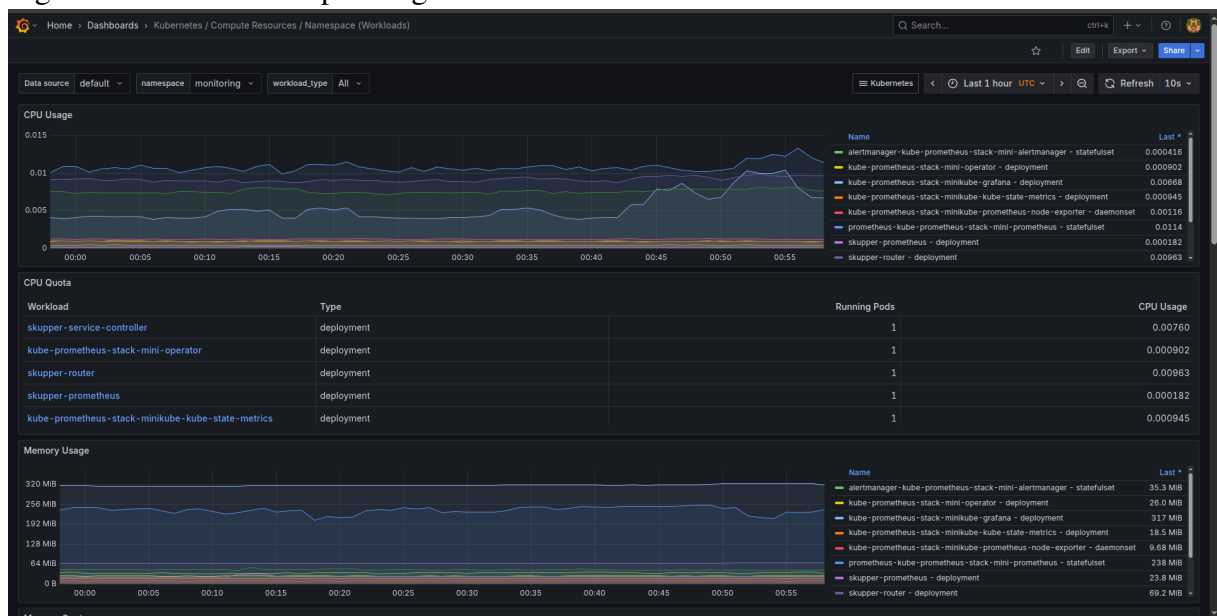 Home › Dashboards › Kubernetes / Compute Resources / Namespace (Workloads)
Search... ctrl+k
Edit Export Share
Data source default namespace monitoring workload_type All
Kubernetes Last 1 hour UTC Refresh 10s
CPU Usage
0.015
0.01
0.005
0
00:00 00:05 00:10 00:15 00:20 00:25 00:30 00:35 00:40 00:45 00:50 00:55
Name Last *
alertmanager-kube-prometheus-stack-mini-alertmanager - statefulset 0.000416
kube-prometheus-stack-mini-operator - deployment 0.000902
kube-prometheus-stack-minikube-grafana - deployment 0.00668
kube-prometheus-stack-minikube-kube-state-metrics - deployment 0.000945
kube-prometheus-stack-minikube-prometheus-node-exporter - daemonset 0.00116
prometheus-kube-prometheus-stack-mini-prometheus - statefulset 0.0114
skupper-prometheus - deployment 0.000182
skupper-router - deployment 0.00963
CPU Quota
Workload Type Running Pods CPU Usage
skupper-service-controller deployment 1 0.00760
kube-prometheus-stack-mini-operator deployment 1 0.000902
skupper-router deployment 1 0.00963
skupper-prometheus deployment 1 0.000182
kube-prometheus-stack-minikube-kube-state-metrics deployment 1 0.000945
Memory Usage
320 MiB
256 MiB
192 MiB
128 MiB
64 MiB
0 B
00:00 00:05 00:10 00:15 00:20 00:25 00:30 00:35 00:40 00:45 00:50 00:55
Name Last *
alertmanager-kube-prometheus-stack-mini-alertmanager - statefulset 35.3 MiB
kube-prometheus-stack-mini-operator - deployment 26.0 MiB
kube-prometheus-stack-minikube-grafana - deployment 317 MiB
kube-prometheus-stack-minikube-kube-state-metrics - deployment 18.5 MiB
kube-prometheus-stack-minikube-prometheus-node-exporter - daemonset 9.68 MiB
prometheus-kube-prometheus-stack-mini-prometheus - statefulset 238 MiB
skupper-prometheus - deployment 23.8 MiB
skupper-router - deployment 69.2 MiB